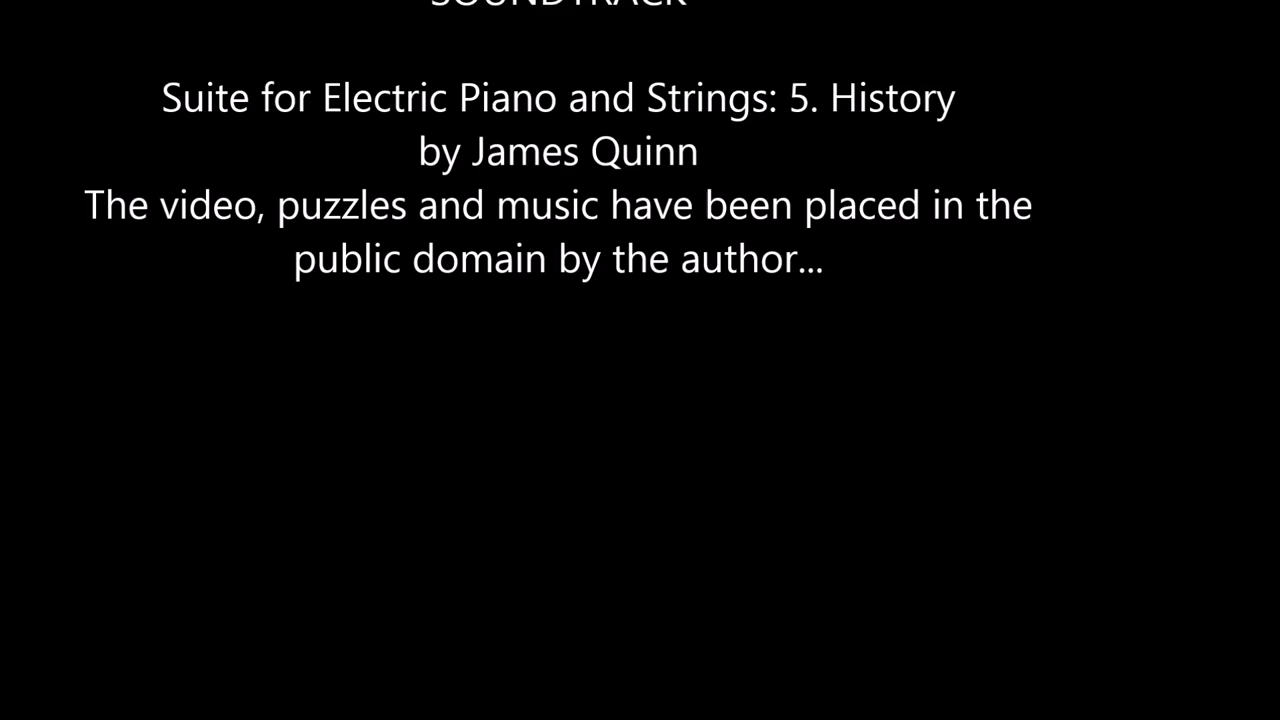 SOUNDTRACK
Suite for Electric Piano and Strings: 5. History
by James Quinn
The video, puzzles and music have been placed in the
public domain by the author...